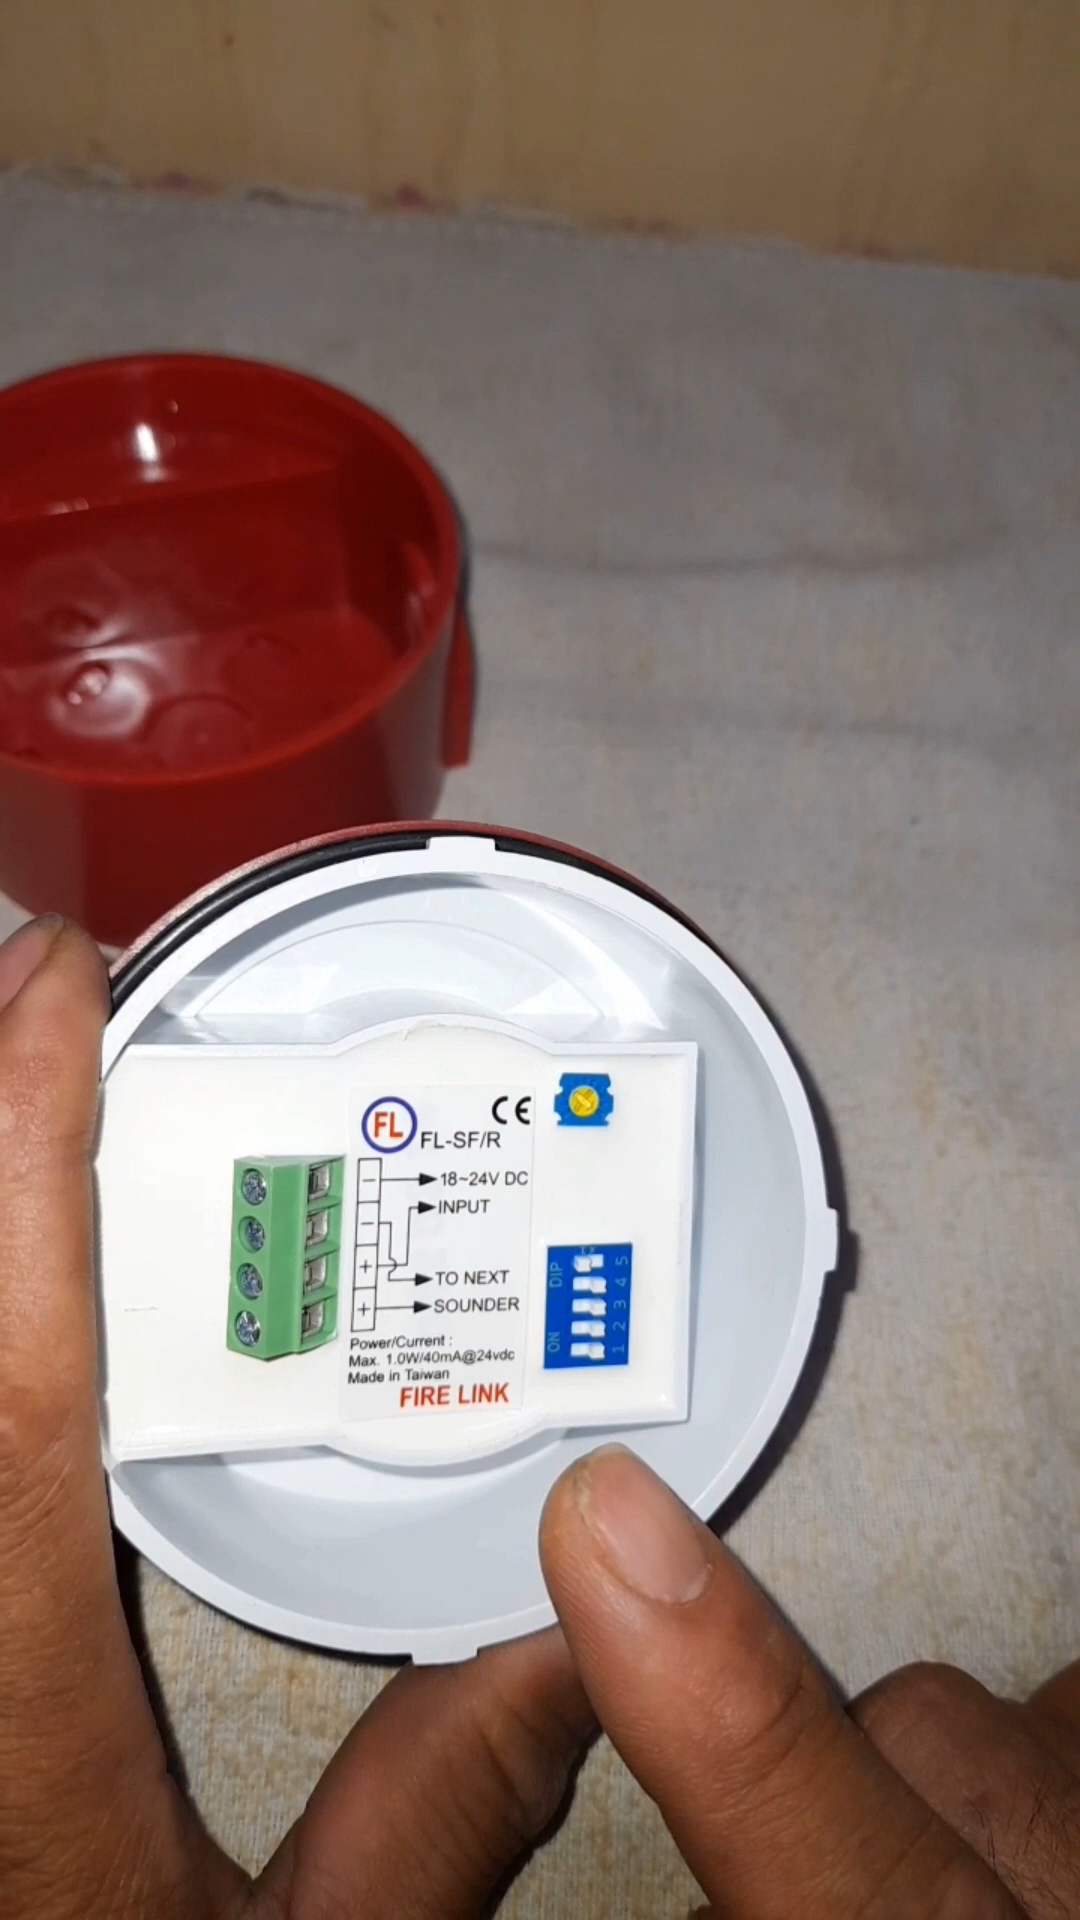 FL
CE
FL-SF/R
− 18~24V DC
− INPUT
+ TO NEXT
+ SOUNDER
Power/Current :
Max. 1.0W/40mA@24vdc
Made in Taiwan
FIRE LINK
ON DIP
1 2 3 4 5